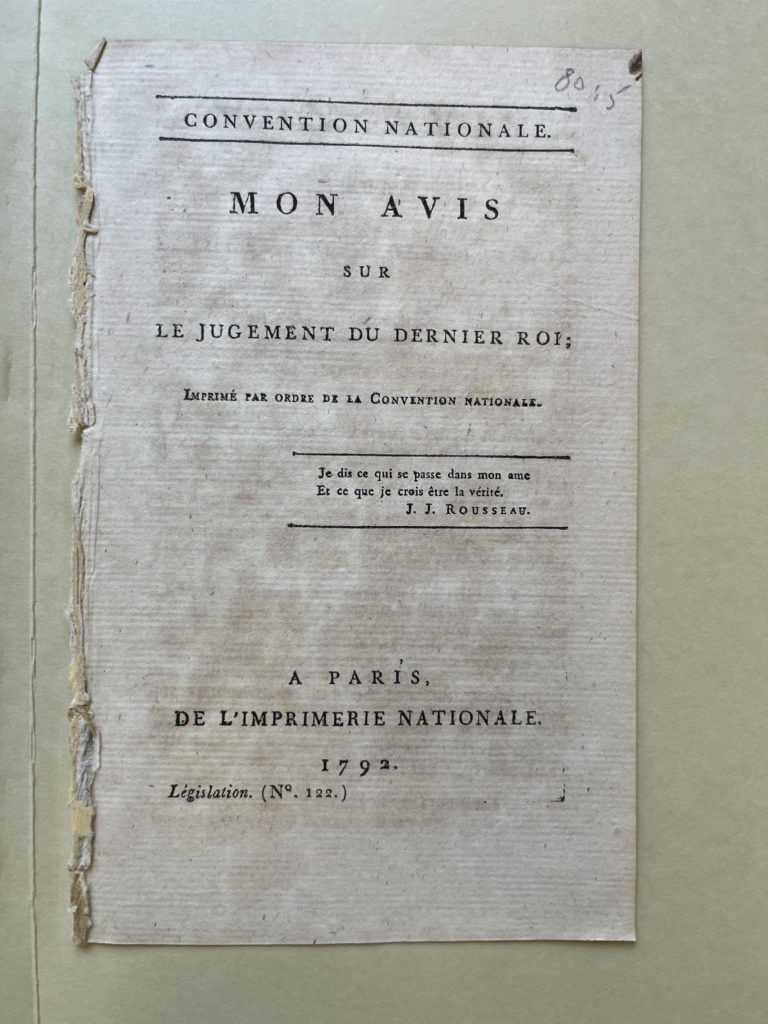 80,15
CONVENTION NATIONALE.
MON AVIS
SUR
LE JUGEMENT DU DERNIER ROI;
IMPRIMÉ PAR ORDRE DE LA CONVENTION NATIONALE.
Je dis ce qui se passe dans mon ame
Et ce que je crois être la vérité.
J. J. ROUSSEAU.
A PARIS,
DE L'IMPRIMERIE NATIONALE.
1792.
Législation. (Nº. 122.)